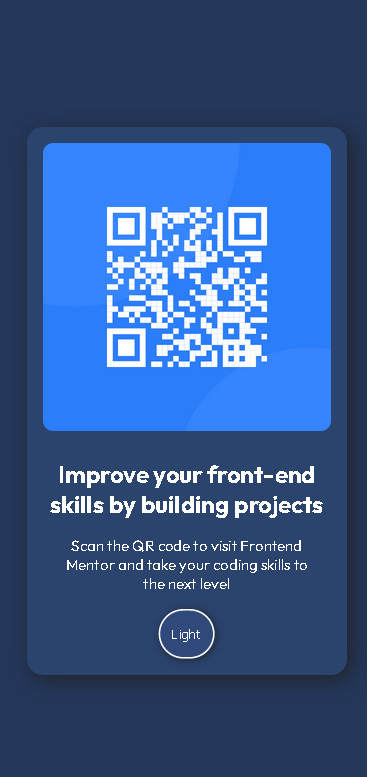 Improve your front-end
skills by building projects
Scan the QR code to visit Frontend
Mentor and take your coding skills to
the next level
Light